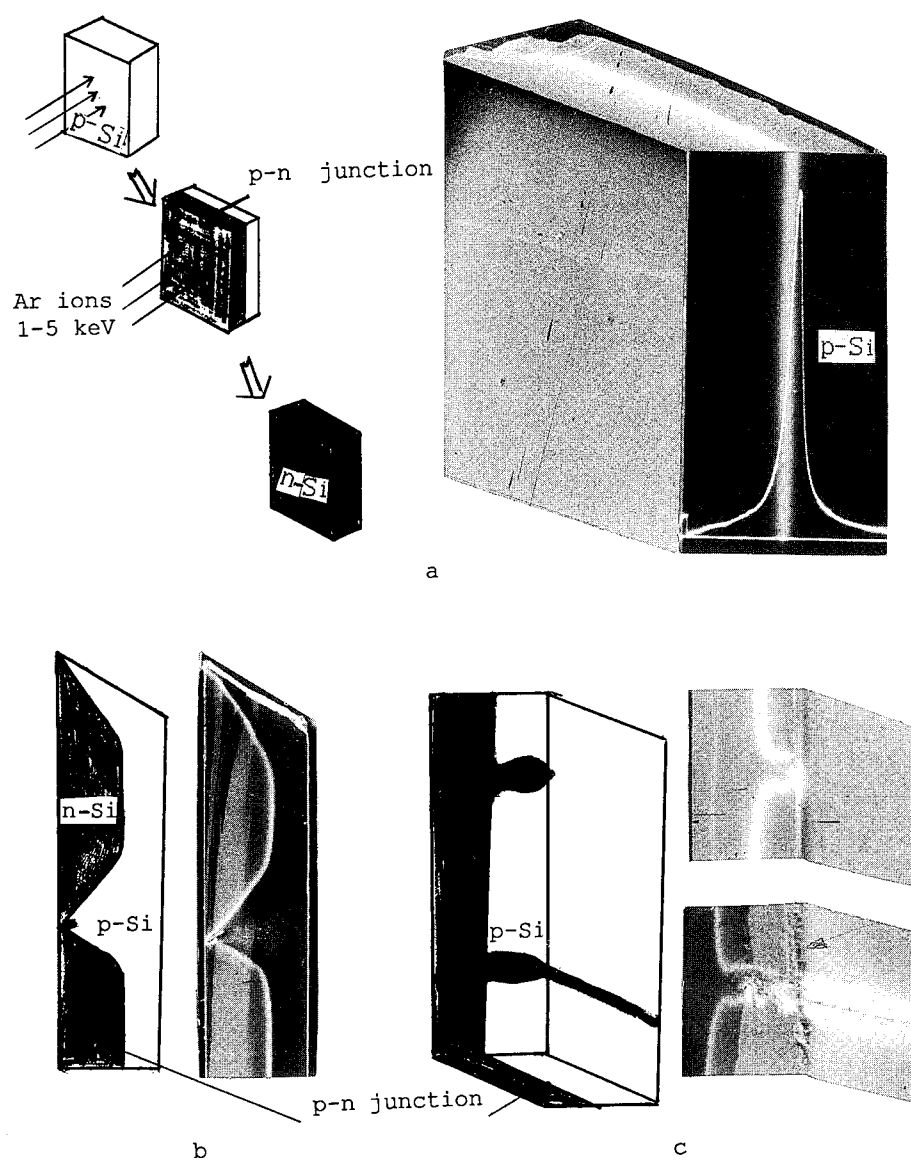 p-Si
p-n junction
Ar ions
1-5 keV
n-Si
p-Si
a
n-Si
p-Si
p-Si
p-n junction
b
c